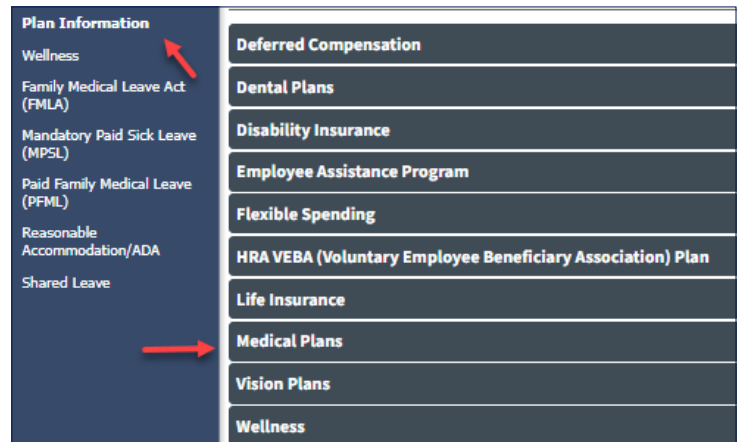 Plan Information
Wellness
Family Medical Leave Act
(FMLA)
Mandatory Paid Sick Leave
(MPSL)
Paid Family Medical Leave
(PFML)
Reasonable
Accommodation/ADA
Shared Leave
Deferred Compensation
Dental Plans
Disability Insurance
Employee Assistance Program
Flexible Spending
HRA VEBA (Voluntary Employee Beneficiary Association) Plan
Life Insurance
Medical Plans
Vision Plans
Wellness